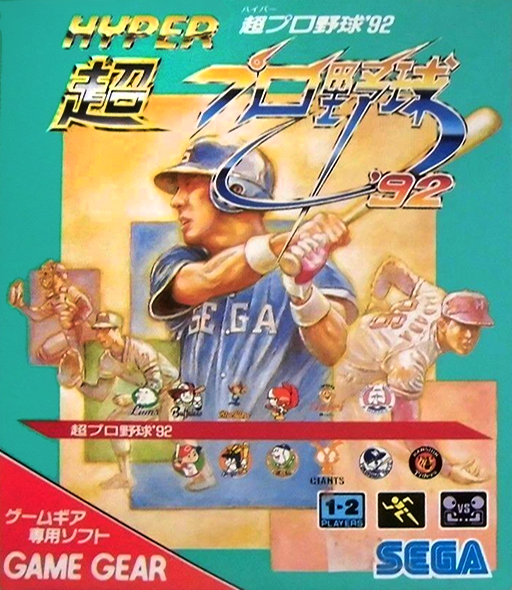 HYPER
ハイパー
超プロ野球'92
超プロ野球
'92
SEGA
Lions
Buffaloes
超プロ野球'92
GIANTS
HANSHIN
Tigers
1-2
PLAYERS
VS
ゲームギア
専用ソフト
GAME GEAR
SEGA